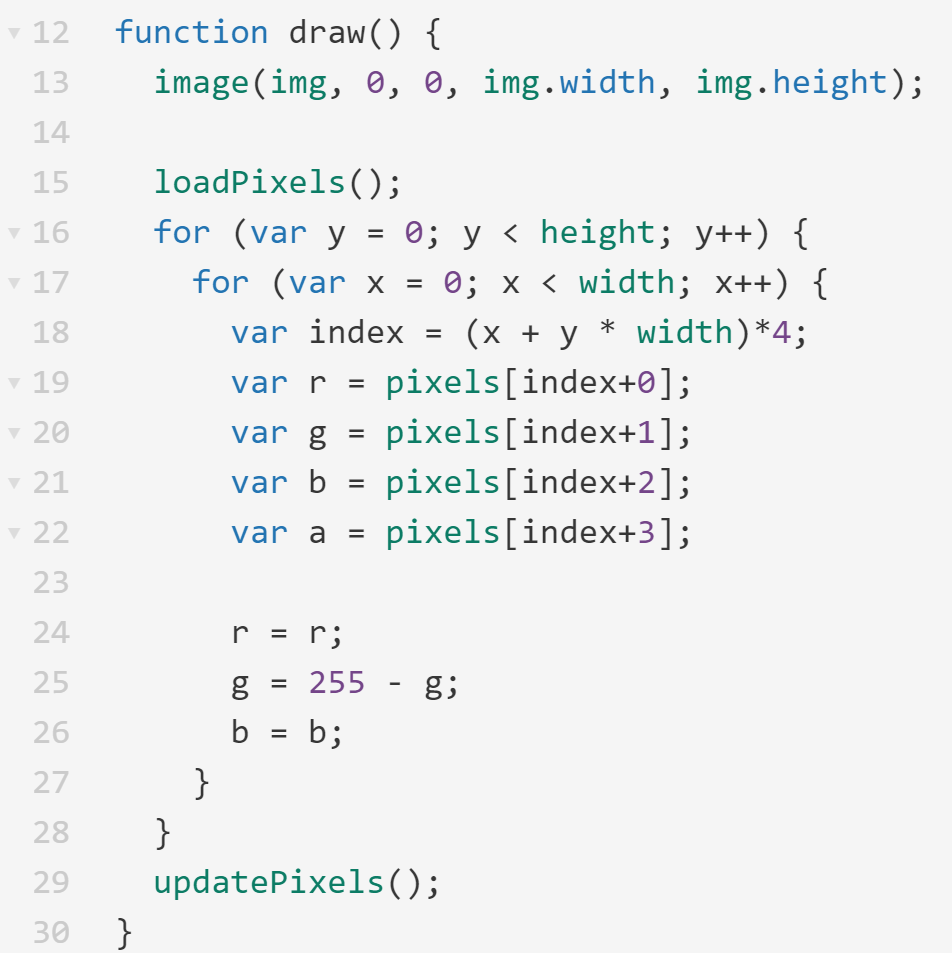 12 function draw() {
13 image(img, 0, 0, img.width, img.height);
14
15 loadPixels();
16 for (var y = 0; y < height; y++) {
17 for (var x = 0; x < width; x++) {
18 var index = (x + y * width)*4;
19 var r = pixels[index+0];
20 var g = pixels[index+1];
21 var b = pixels[index+2];
22 var a = pixels[index+3];
23
24 r = r;
25 g = 255 - g;
26 b = b;
27 }
28 }
29 updatePixels();
30 }